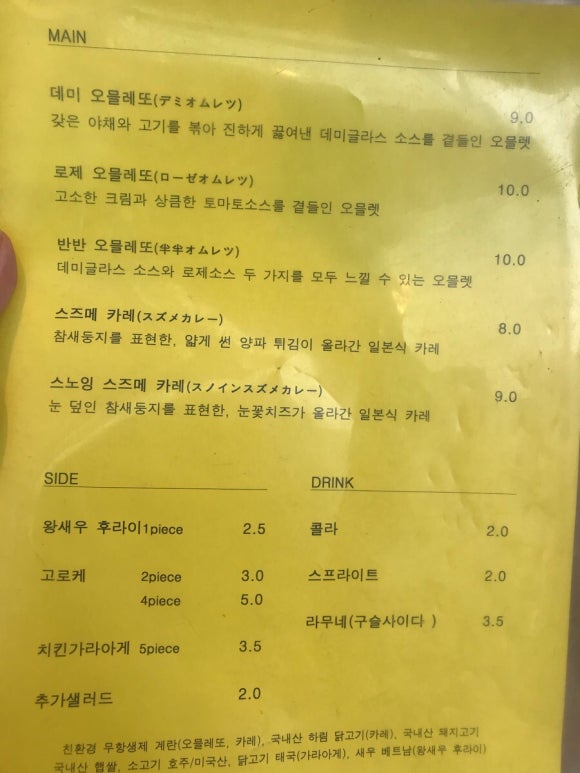 MAIN
데미 오믈레또(デミオムレツ) 9.0
갖은 야채와 고기를 볶아 진하게 끓여낸 데미글라스 소스를 곁들인 오믈렛
로제 오믈레또(ローゼオムレツ) 10.0
고소한 크림과 상큼한 토마토소스를 곁들인 오믈렛
반반 오믈레또(半半オムレツ) 10.0
데미글라스 소스와 로제소스 두 가지를 모두 느낄 수 있는 오믈렛
스즈메 카레(スズメカレー) 8.0
참새둥지를 표현한, 얇게 썬 양파 튀김이 올라간 일본식 카레
스노잉 스즈메 카레(スノインスズメカレー) 9.0
눈 덮인 참새둥지를 표현한, 눈꽃치즈가 올라간 일본식 카레
SIDE
왕새우 후라이1piece 2.5
고로케 2piece 3.0
4piece 5.0
치킨가라아게 5piece 3.5
추가샐러드 2.0
DRINK
콜라 2.0
스프라이트 2.0
라무네(구슬사이다 ) 3.5
친환경 무항생제 계란(오믈레또, 카레), 국내산 하림 닭고기(카레), 국내산 돼지고기
국내산 햅쌀, 소고기 호주/미국산, 닭고기 태국(가라아게), 새우 베트남(왕새우 후라이)